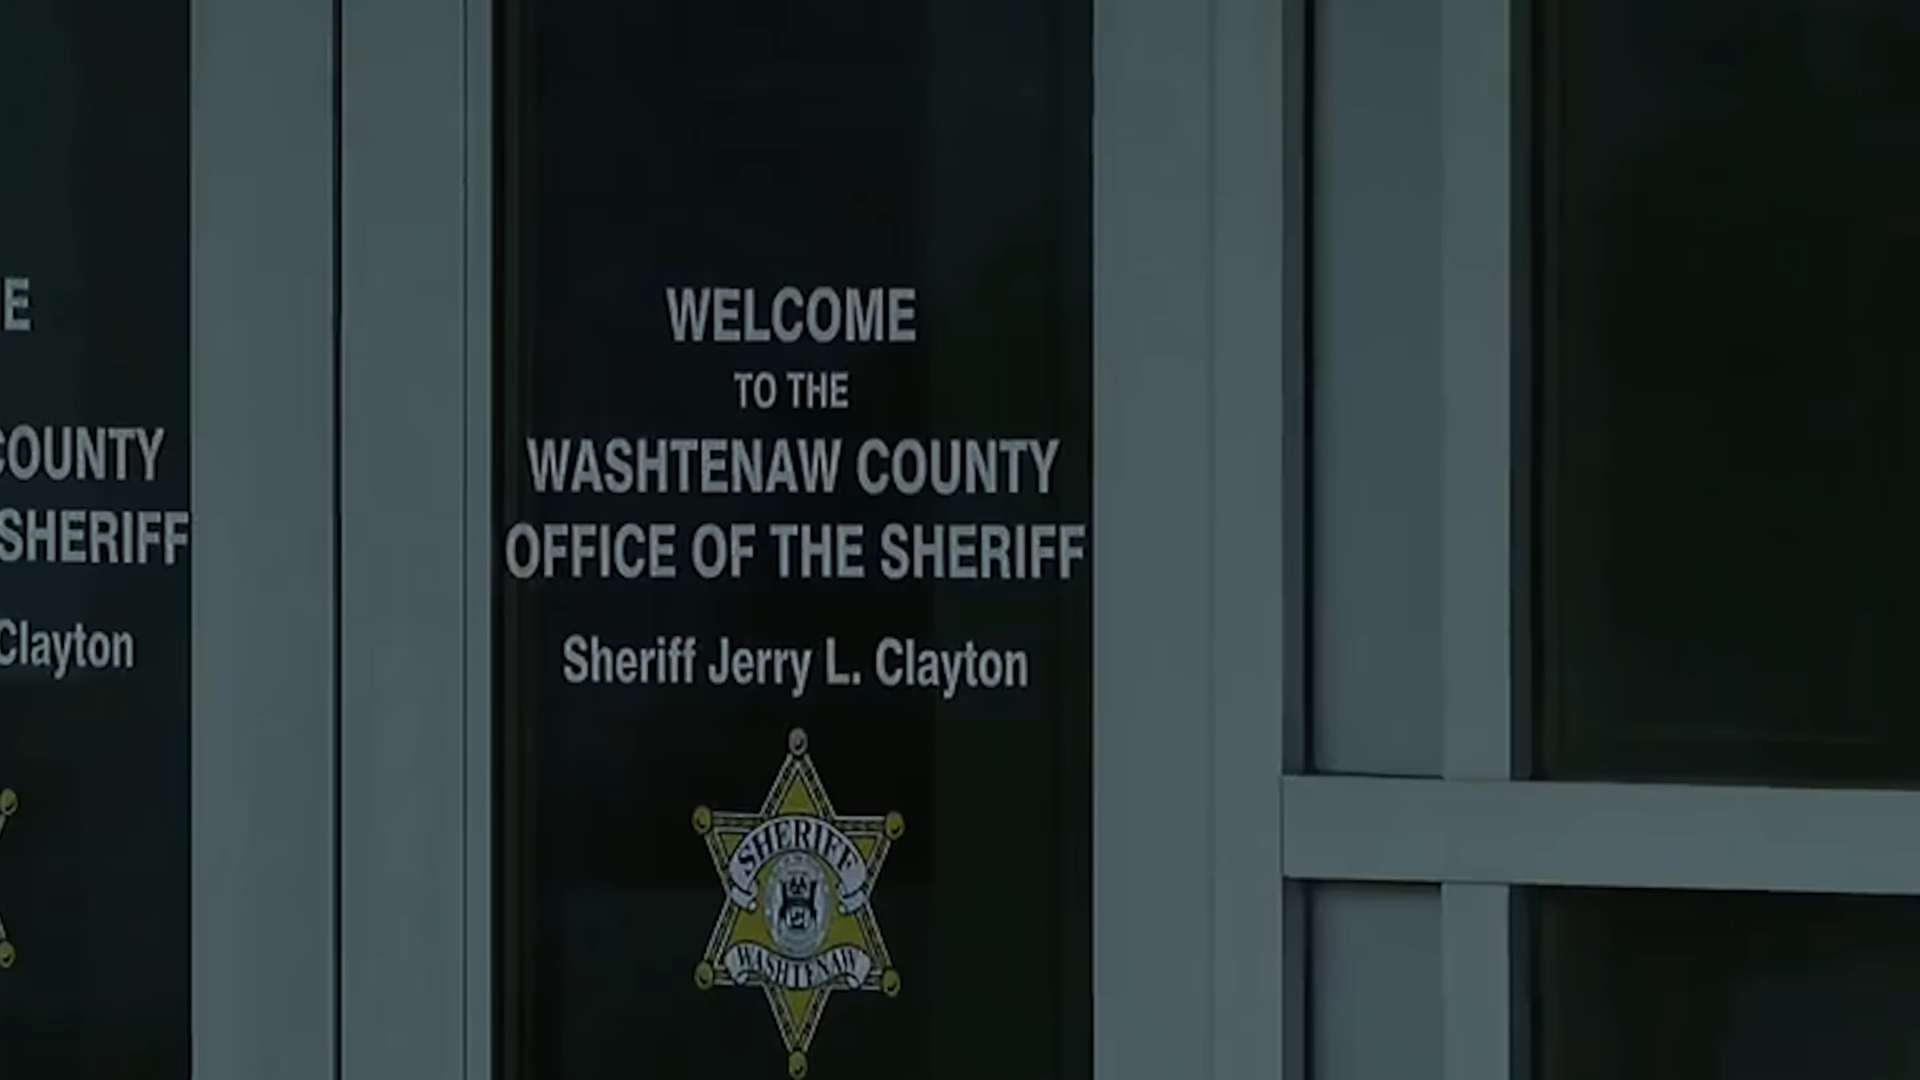 E
COUNTY
SHERIFF
Clayton
WELCOME
TO THE
WASHTENAW COUNTY
OFFICE OF THE SHERIFF
Sheriff Jerry L. Clayton
SHERIFF
WASHTENAW